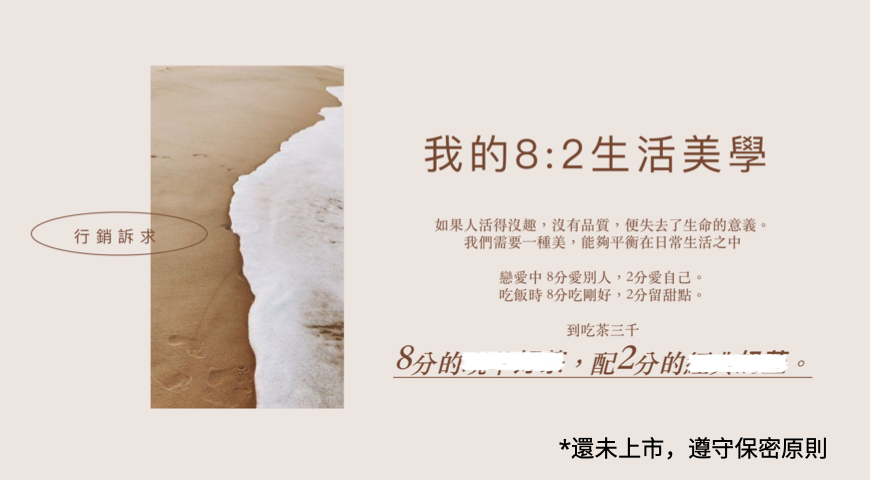 行銷訴求
我的8:2生活美學
如果人活得沒趣，沒有品質，便失去了生命的意義。
我們需要一種美，能夠平衡在日常生活之中
戀愛中 8分愛別人，2分愛自己。
吃飯時 8分吃剛好，2分留甜點。
到吃茶三千
8分的，配2分的。
*還未上市，遵守保密原則